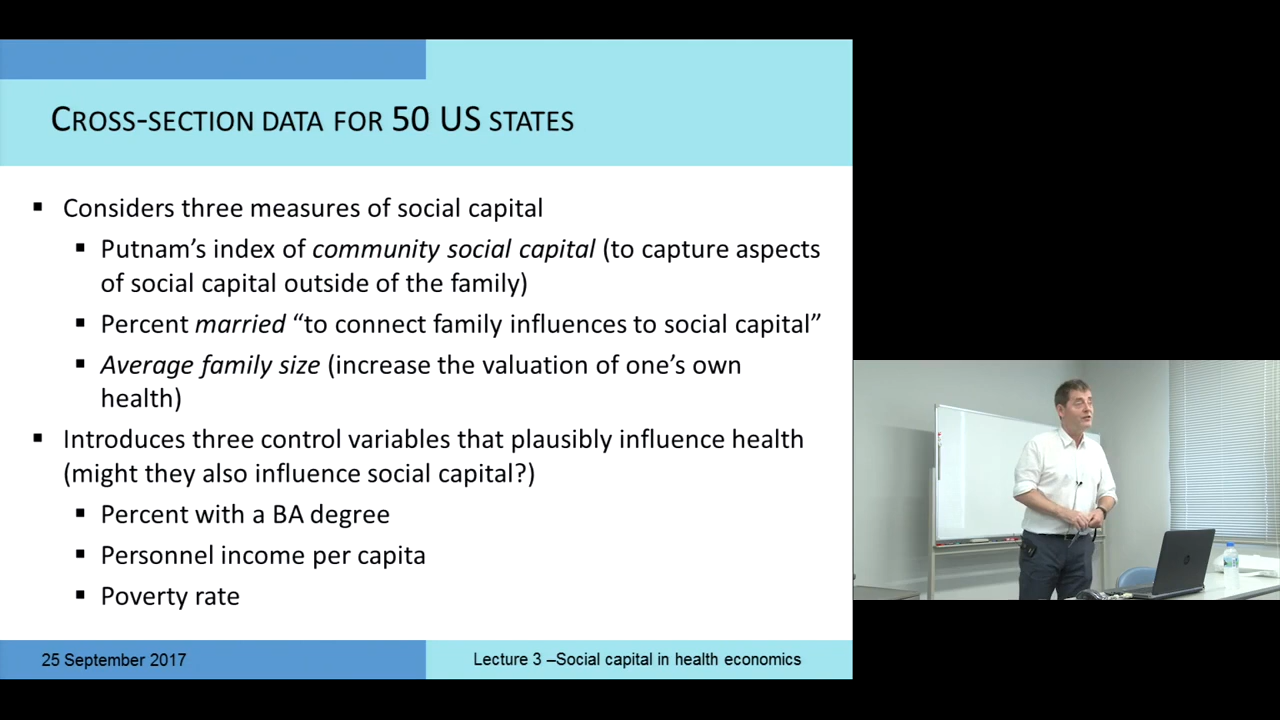 CROSS-SECTION DATA FOR 50 US STATES
▪ Considers three measures of social capital
▪ Putnam's index of community social capital (to capture aspects
of social capital outside of the family)
▪ Percent married “to connect family influences to social capital”
▪ Average family size (increase the valuation of one's own
health)
▪ Introduces three control variables that plausibly influence health
(might they also influence social capital?)
▪ Percent with a BA degree
▪ Personnel income per capita
▪ Poverty rate
25 September 2017
Lecture 3 –Social capital in health economics